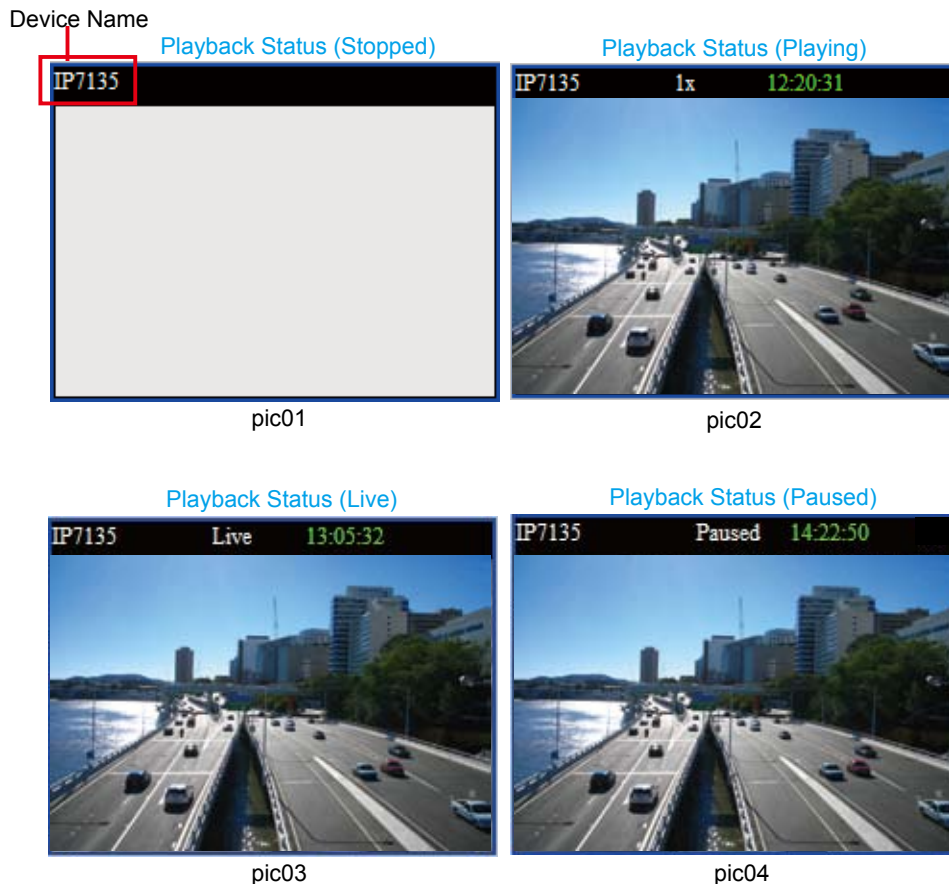 Device Name
Playback Status (Stopped)
IP7135
pic01
Playback Status (Playing)
IP7135 1x 12:20:31
pic02
Playback Status (Live)
IP7135 Live 13:05:32
pic03
Playback Status (Paused)
IP7135 Paused 14:22:50
pic04